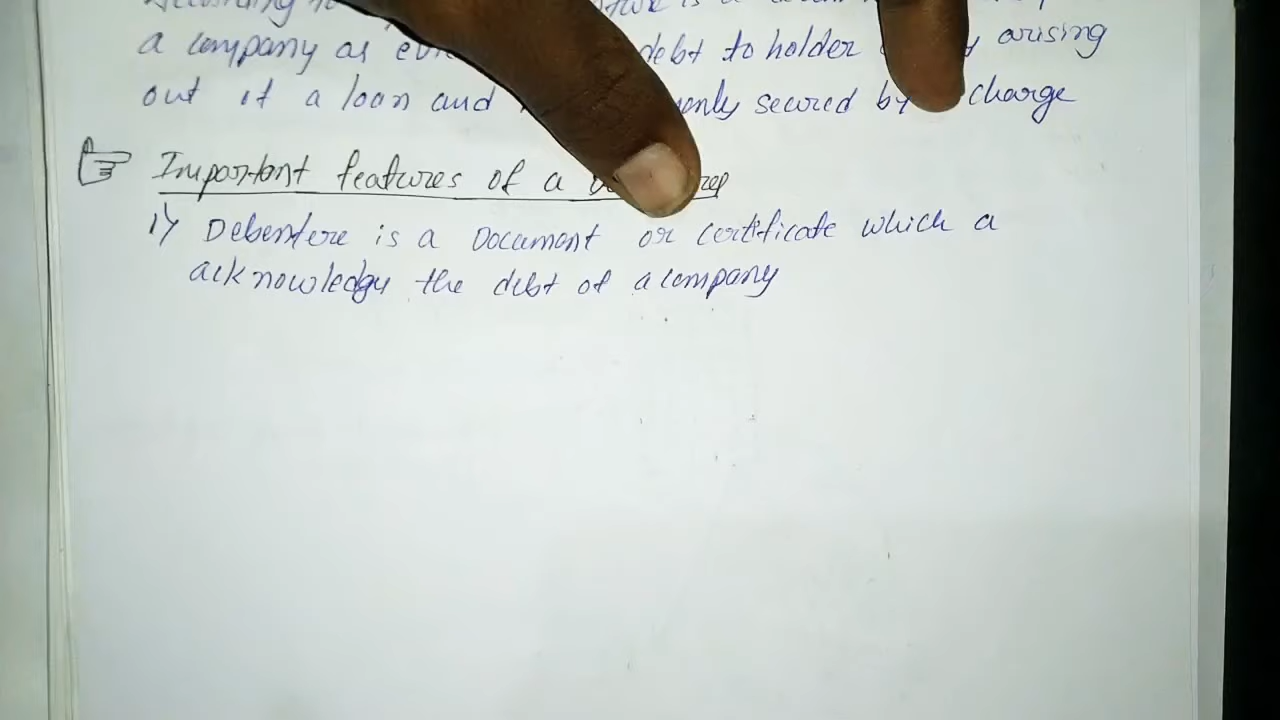 a company as debt to holder arising
out of a loan and secured by charge
Important features of a
1) Debenture is a Document or certificate which a
acknowledge the debt of a company